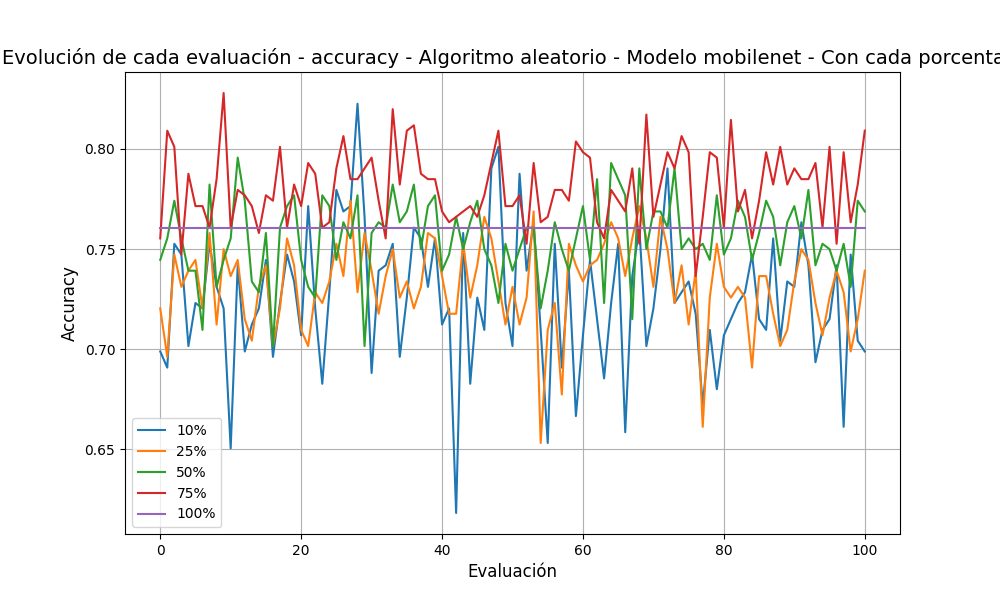 Evolución de cada evaluación - accuracy - Algoritmo aleatorio - Modelo mobilenet - Con cada porcenta
Accuracy
0.80
0.75
0.70
0.65
10%
25%
50%
75%
100%
0 20 40 60 80 100
Evaluación